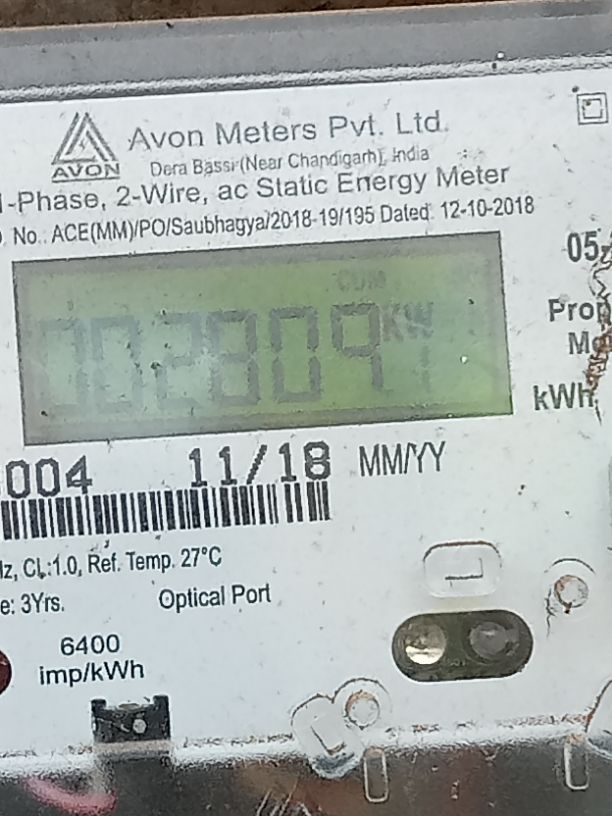 Avon Meters Pvt. Ltd.
AVON
Dera Bassi (Near Chandigarh), India
1-Phase, 2-Wire, ac Static Energy Meter
No.: ACE(MM)/PO/Saubhagya/2018-19/195 Dated: 12-10-2018
05
CUM
002809 KW
Prop
kWh
004 11/18 MM/YY
Hz, CL:1.0, Ref. Temp. 27°C
e: 3Yrs. Optical Port
6400
imp/kWh